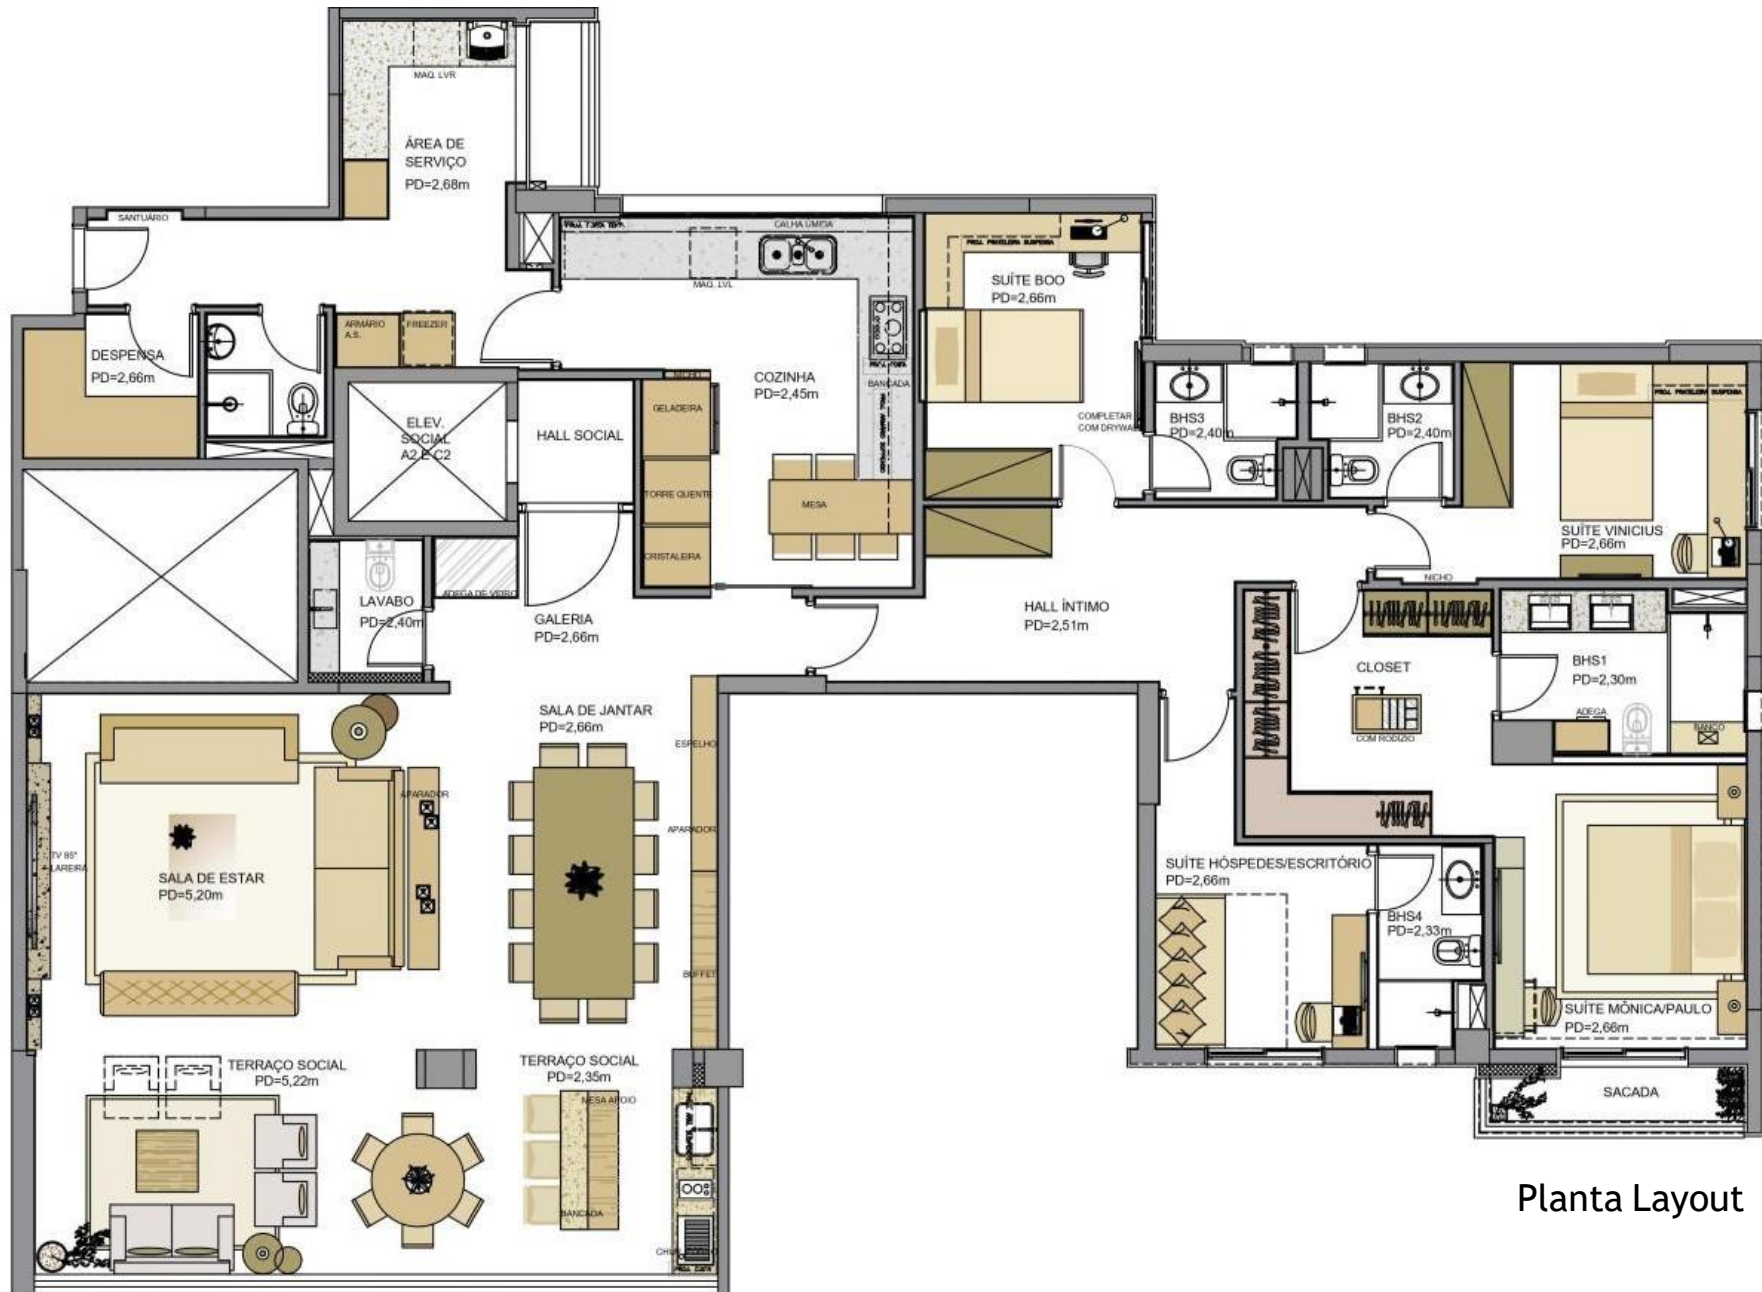 MAQ. LVR
ÁREA DE
SERVIÇO
PD=2,68m
SANTUÁRIO
CALHA ÚMIDA
MAQ. LVL
PROJ. PRATELEIRA SUSPENSA
SUÍTE BOO
PD=2,66m
ARMÁRIO
A.S.
FREEZER
DESPENSA
PD=2,66m
COZINHA
PD=2,45m
NICHO
BANCADA
GELADEIRA
ELEV.
SOCIAL
A2 E C2
HALL SOCIAL
COMPLETAR
COM DRYWALL
BHS3
PD=2,40m
BHS2
PD=2,40m
PROJ. PRATELEIRA SUSPENSA
TORRE QUENTE
MESA
CRISTALEIRA
SUÍTE VINICIUS
PD=2,66m
NICHO
LAVABO
PD=2,40m
ADEGA DE VIDRO
GALERIA
PD=2,66m
HALL ÍNTIMO
PD=2,51m
CLOSET
COM RODÍZIO
BHS1
PD=2,30m
ADEGA
BANCO
SALA DE JANTAR
PD=2,66m
ESPELHO
APARADOR
APARADOR
TV 85"
LAREIRA
SALA DE ESTAR
PD=5,20m
BUFFET
SUÍTE HÓSPEDES/ESCRITÓRIO
PD=2,66m
BHS4
PD=2,33m
SUÍTE MÔNICA/PAULO
PD=2,66m
TERRAÇO SOCIAL
PD=5,22m
TERRAÇO SOCIAL
PD=2,35m
MESA APOIO
BANCADA
SACADA
Planta Layout